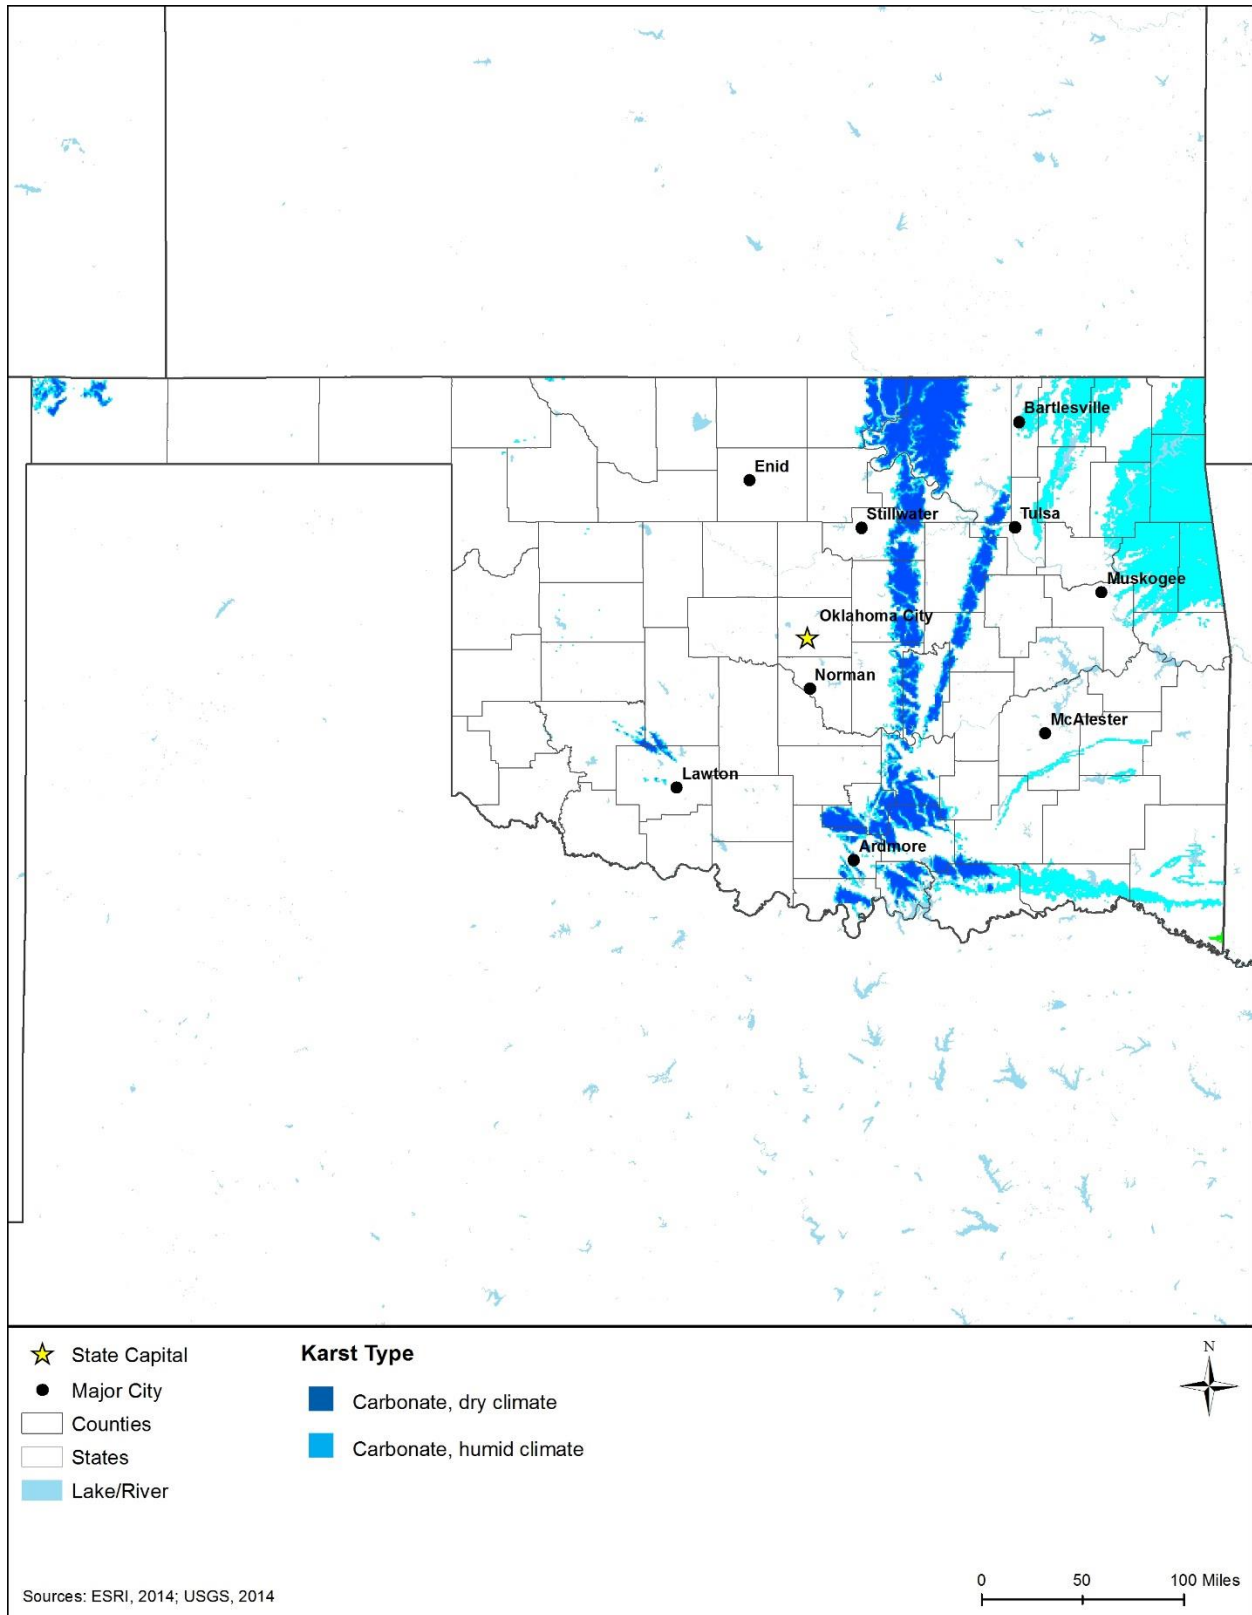 Bartlesville
Enid
Stillwater
Tulsa
Muskogee
Oklahoma City
Norman
McAlester
Lawton
Ardmore
State Capital
Major City
Counties
States
Lake/River
Karst Type
Carbonate, dry climate
Carbonate, humid climate
N
0 50 100 Miles
Sources: ESRI, 2014; USGS, 2014